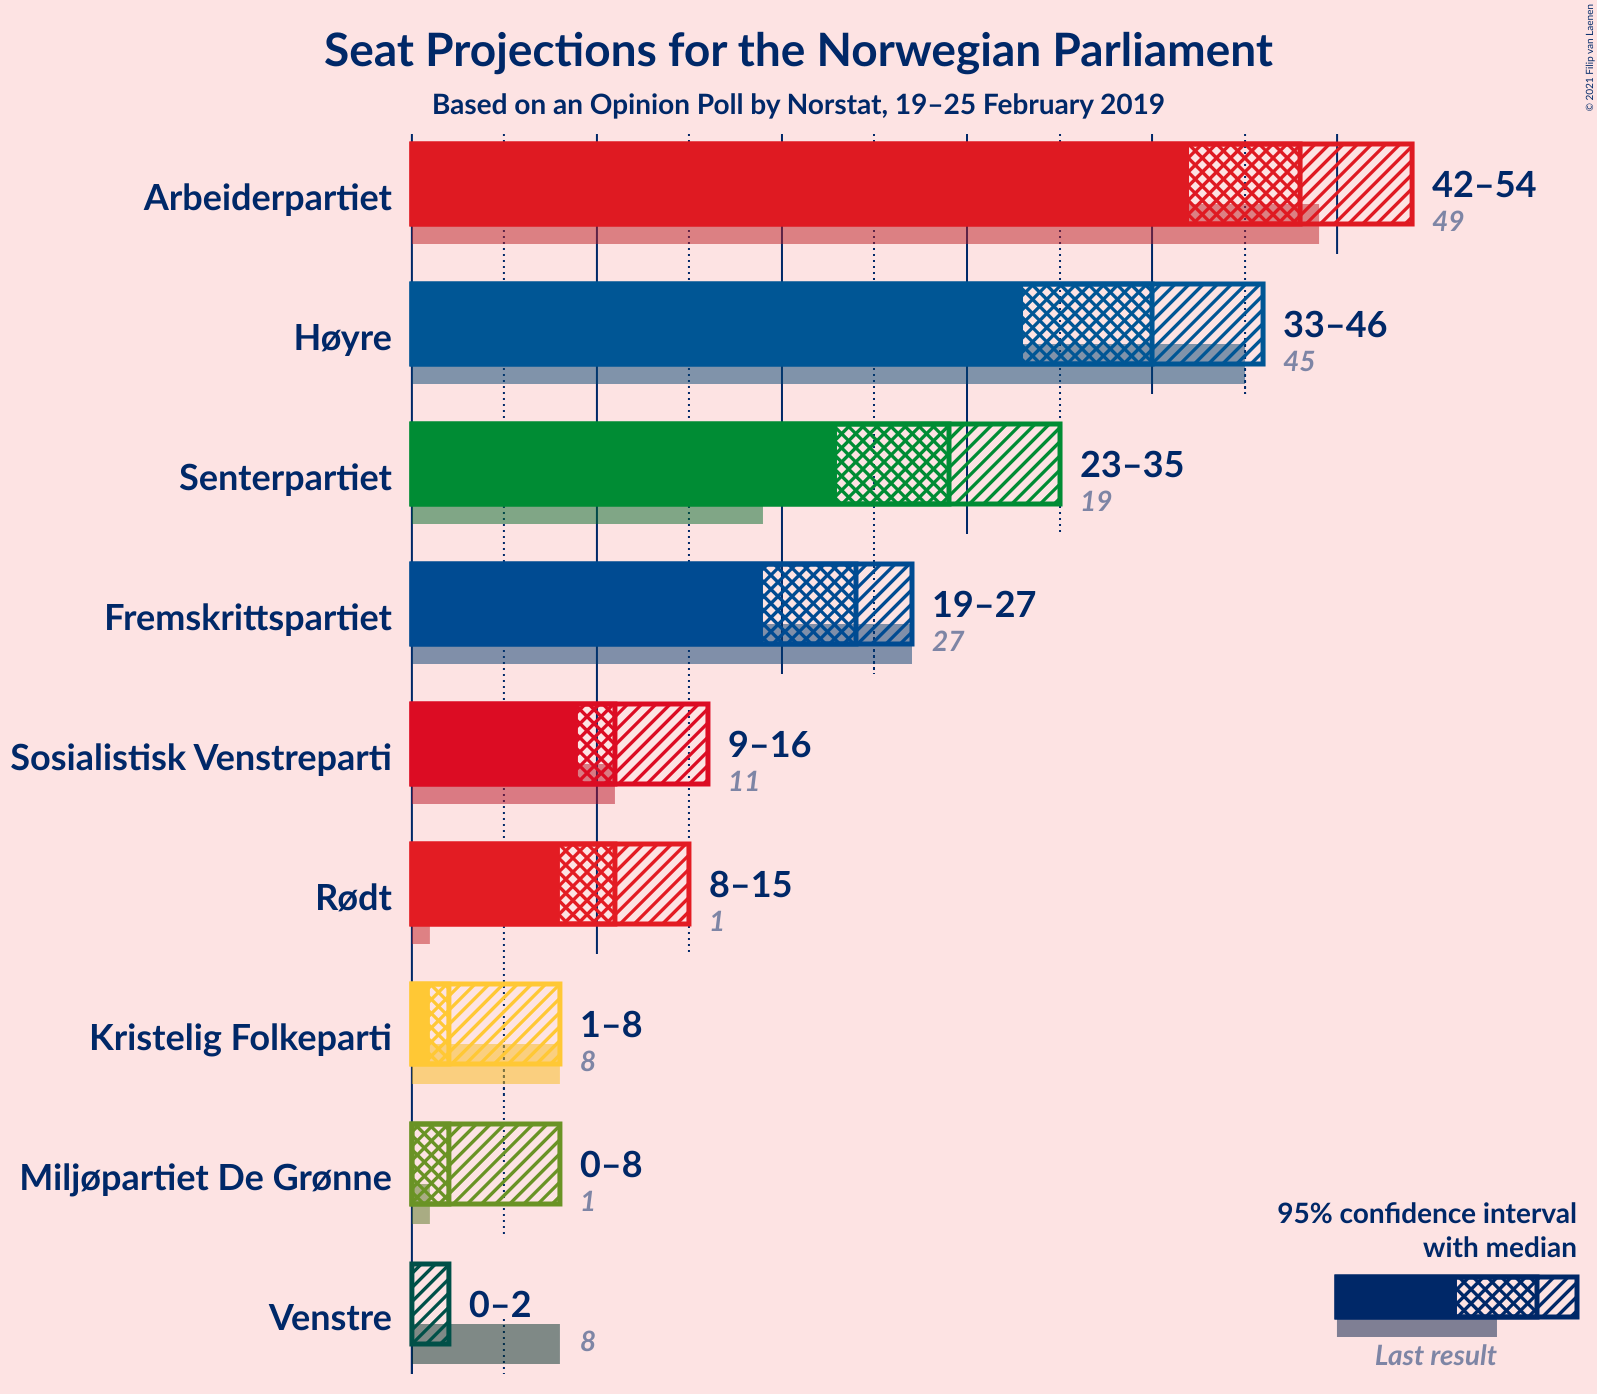 Seat Projections for the Norwegian Parliament
Based on an Opinion Poll by Norstat, 19–25 February 2019
© 2021 Filip van Laenen
Arbeiderpartiet
42–54
49
Høyre
33–46
45
Senterpartiet
23–35
19
Fremskrittspartiet
19–27
27
Sosialistisk Venstreparti
9–16
11
Rødt
8–15
1
Kristelig Folkeparti
1–8
8
Miljøpartiet De Grønne
0–8
1
Venstre
0–2
8
95% confidence interval
with median
Last result